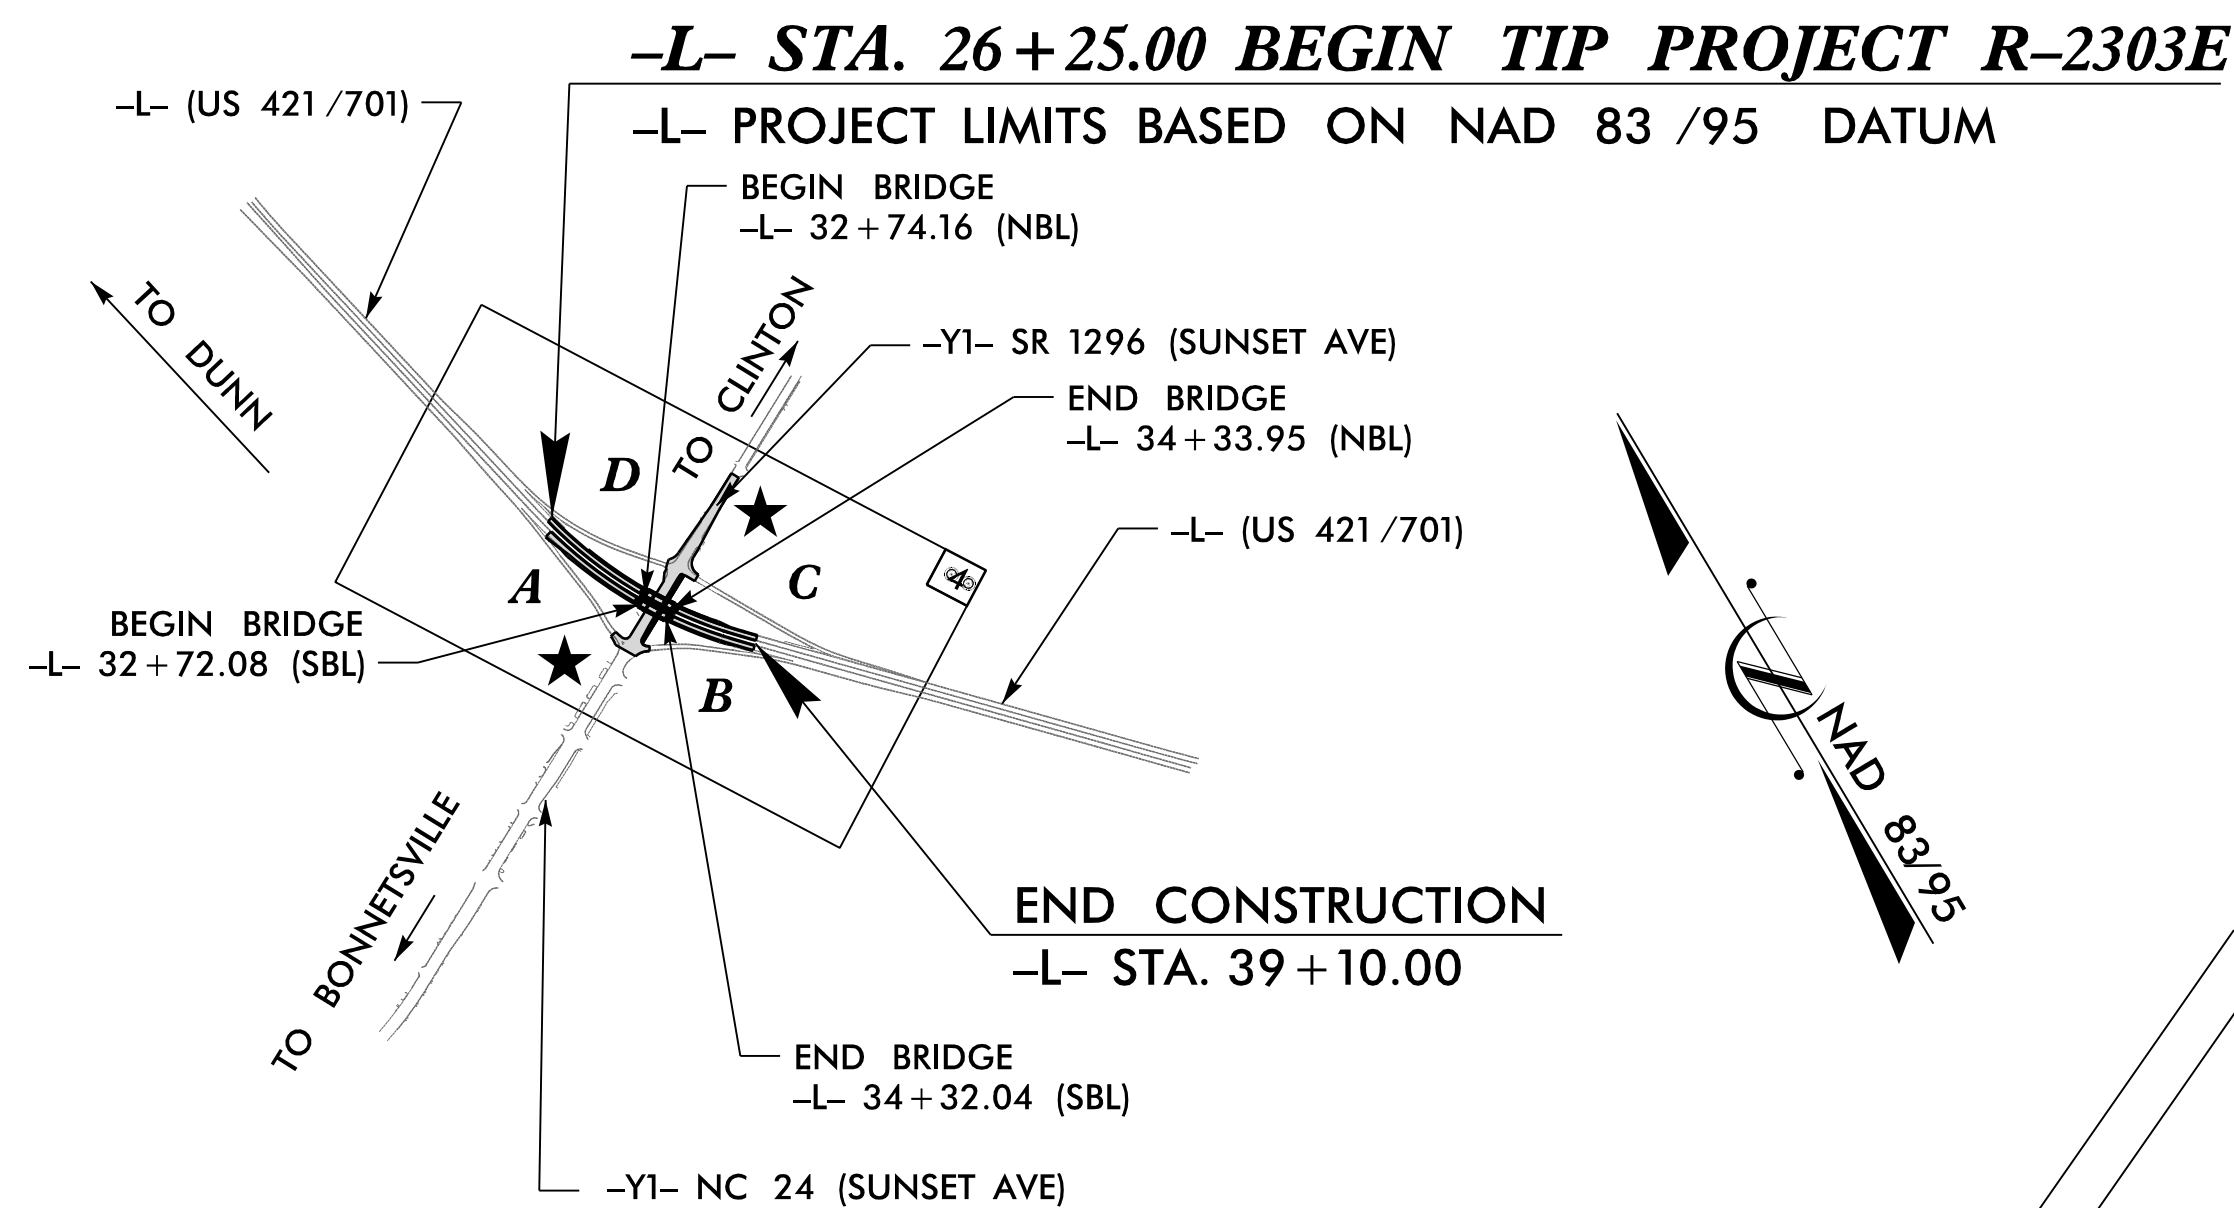 –L– STA. 26+25.00 BEGIN TIP PROJECT R–2303E
–L– (US 421/701)
–L– PROJECT LIMITS BASED ON NAD 83/95 DATUM
BEGIN BRIDGE
–L– 32+74.16 (NBL)
TO DUNN
TO CLINTON
–Y1– SR 1296 (SUNSET AVE)
END BRIDGE
–L– 34+33.95 (NBL)
D
–L– (US 421/701)
A
C
4
BEGIN BRIDGE
–L– 32+72.08 (SBL)
B
NAD 83/95
TO BONNETSVILLE
END CONSTRUCTION
–L– STA. 39+10.00
END BRIDGE
–L– 34+32.04 (SBL)
–Y1– NC 24 (SUNSET AVE)